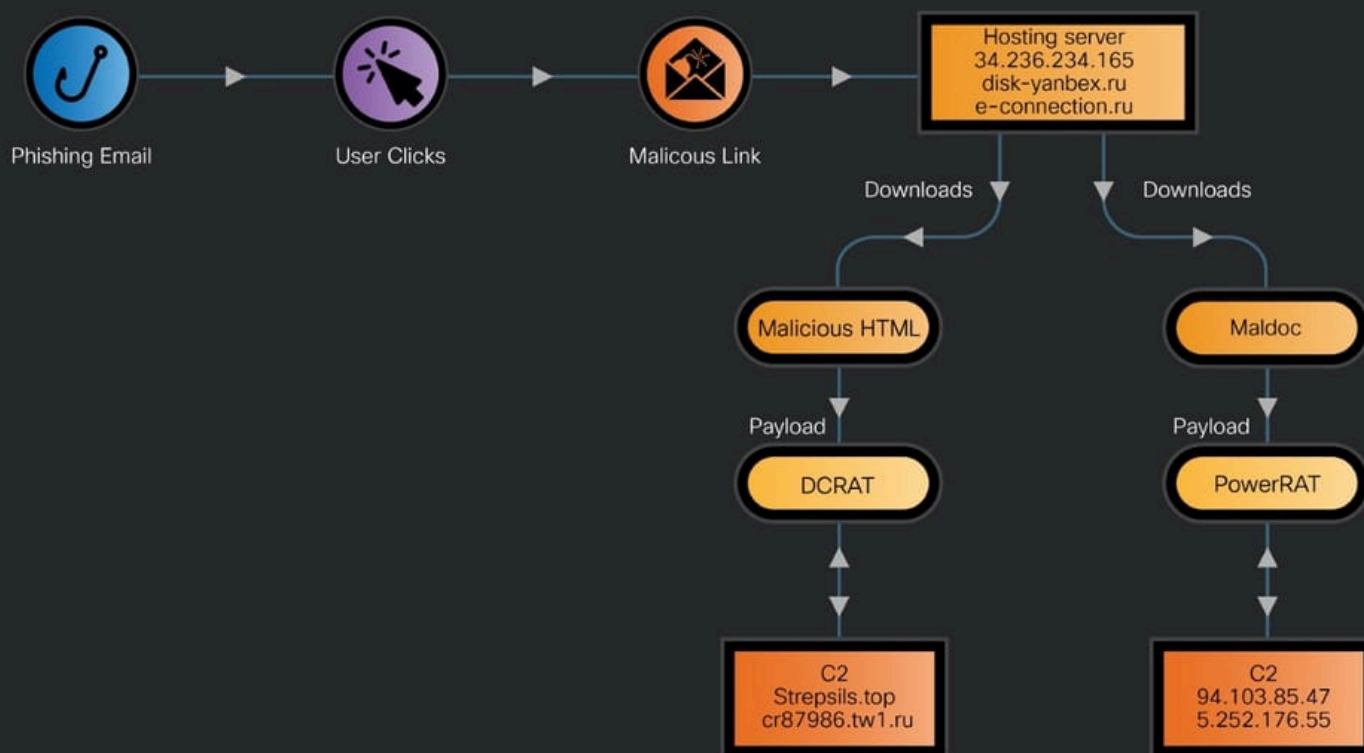 Phishing Email
User Clicks
Malicous Link
Hosting server
34.236.234.165
disk-yanbex.ru
e-connection.ru
Downloads
Downloads
Malicious HTML
Maldoc
Payload
Payload
DCRAT
PowerRAT
C2
Strepsils.top
cr87986.tw1.ru
C2
94.103.85.47
5.252.176.55